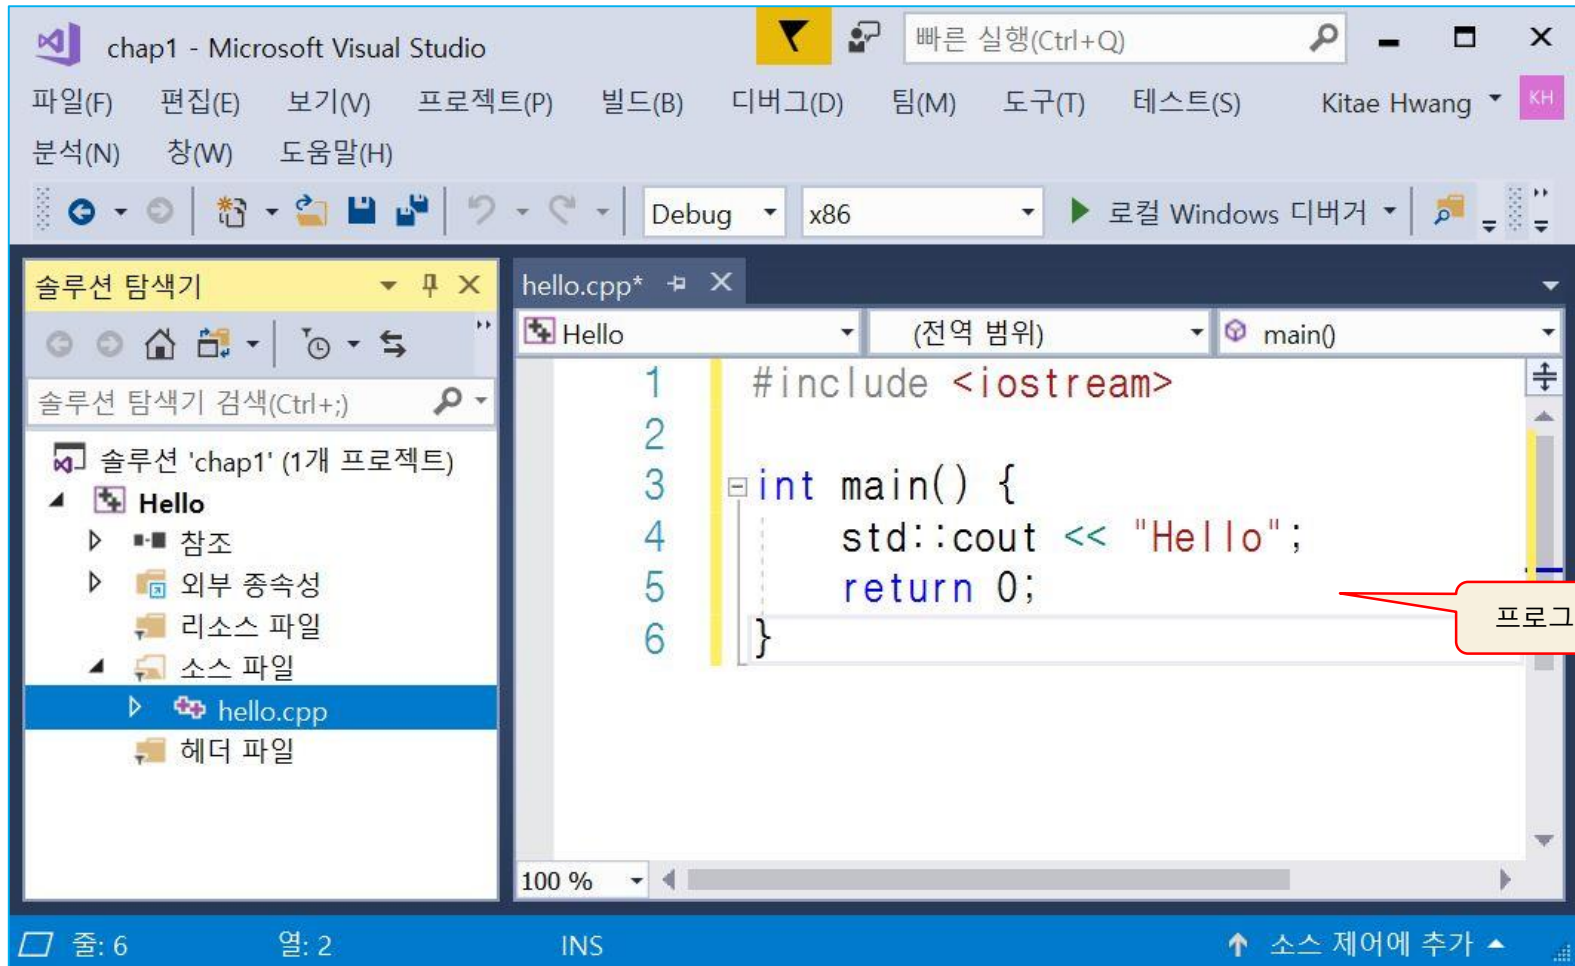 chap1 - Microsoft Visual Studio
빠른 실행(Ctrl+Q)
파일(F) 편집(E) 보기(V) 프로젝트(P) 빌드(B) 디버그(D) 팀(M) 도구(T) 테스트(S) Kitae Hwang KH
분석(N) 창(W) 도움말(H)
Debug x86 로컬 Windows 디버거
솔루션 탐색기
솔루션 탐색기 검색(Ctrl+;)
솔루션 'chap1' (1개 프로젝트)
Hello
참조
외부 종속성
리소스 파일
소스 파일
hello.cpp
헤더 파일
hello.cpp*
Hello (전역 범위) main()
1 #include <iostream>
2
3 int main() {
4 std::cout << "Hello";
5 return 0;
6 }
프로그
100 %
줄: 6 열: 2 INS 소스 제어에 추가